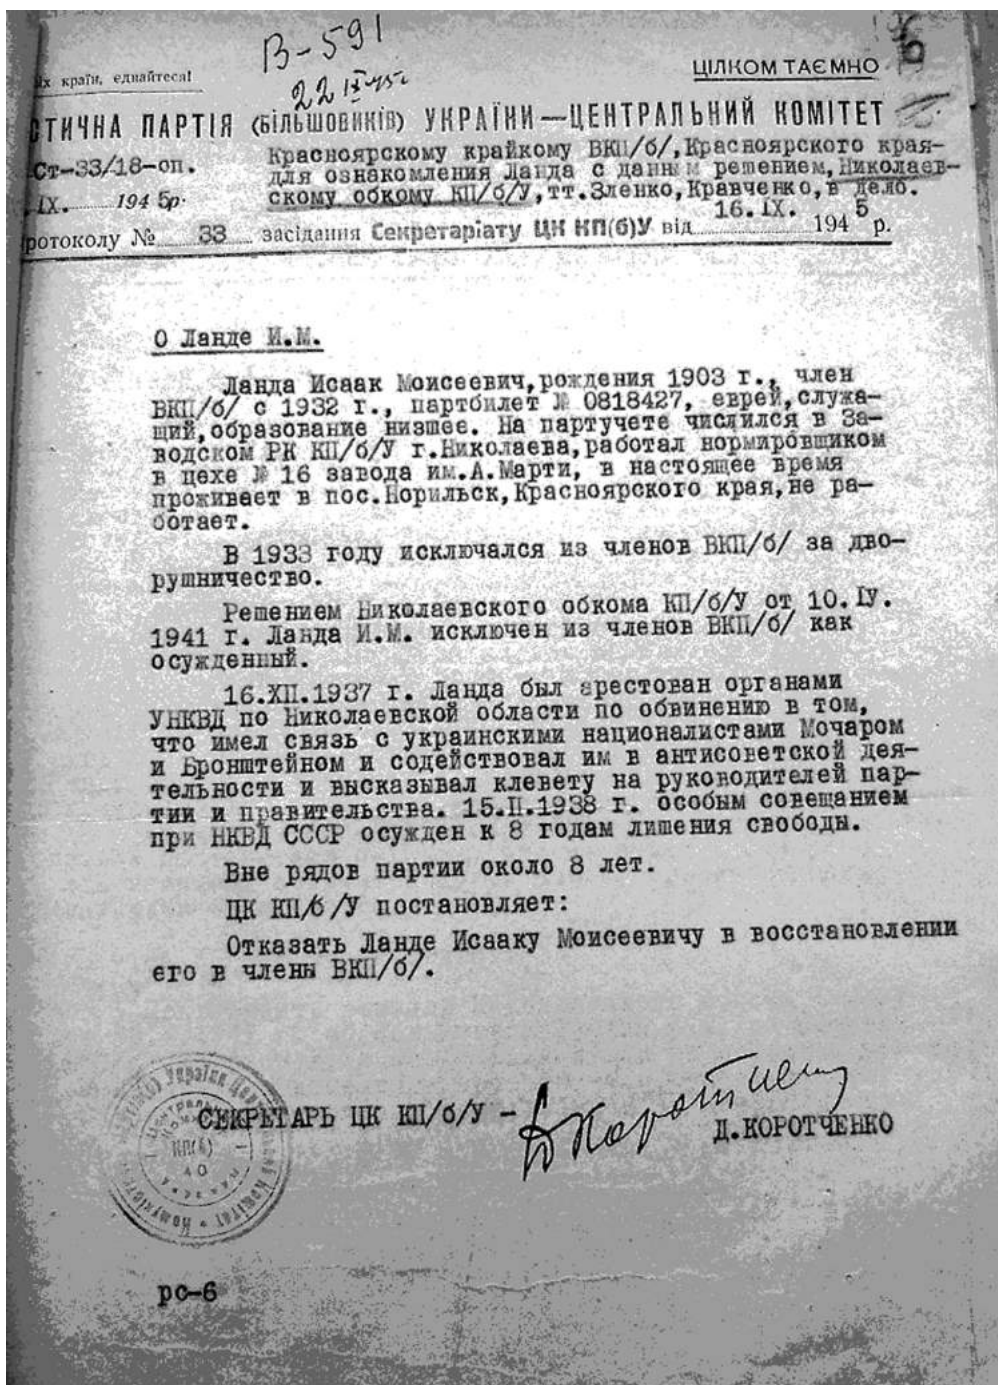 В-591
22 IX 45г
їх країн, єднайтеся!
ЦІЛКОМ ТАЄМНО
СТИЧНА ПАРТІЯ (БІЛЬШОВИКІВ) УКРАЇНИ—ЦЕНТРАЛЬНИЙ КОМІТЕТ
Ст-33/18-оп.
Красноярскому крайкому ВКП/б/,Красноярского края-
для ознакомления Ланда с данным решением,Николаев-
скому обкому КП/б/У,тт.Зленко,Кравченко,в дело.
.IX. 1945р.
ротоколу № 33 засідання Секретаріату ЦК КП(б)У від 16.IX. 1945 р.
О Ланде И.М.
Ланда Исаак Моисеевич,рождения 1903 г., член
ВКП/б/ с 1932 г., партбилет № 0818427, еврей,служа-
щий,образование низшее. На партучете числился в За-
водском РК КП/б/У г.Николаева,работал нормировщиком
в цехе № 16 завода им.А.Марти, в настоящее время
проживает в пос.Норильск,Красноярского края,не ра-
ботает.
В 1933 году исключался из членов ВКП/б/ за дво-
рушничество.
Решением Николаевского обкома КП/б/У от 10.IУ.
1941 г. Ланда И.М. исключен из членов ВКП/б/ как
осужденный.
16.XII.1937 г. Ланда был арестован органами
УНКВД по Николаевской области по обвинению в том,
что имел связь с украинскими националистами Мочаром
и Бронштейном и содействовал им в антисоветской дея-
тельности и высказывал клевету на руководителей пар-
тии и правительства. 15.II.1938 г. особым совещанием
при НКВД СССР осужден к 8 годам лишения свободы.
Вне рядов партии около 8 лет.
ЦК КП/б/У постановляет:
Отказать Ланде Исааку Моисеевичу в восстановлении
его в члены ВКП/б/.
СЕКРЕТАРЬ ЦК КП/б/У -
Д.КОРОТЧЕНКО
рс-6